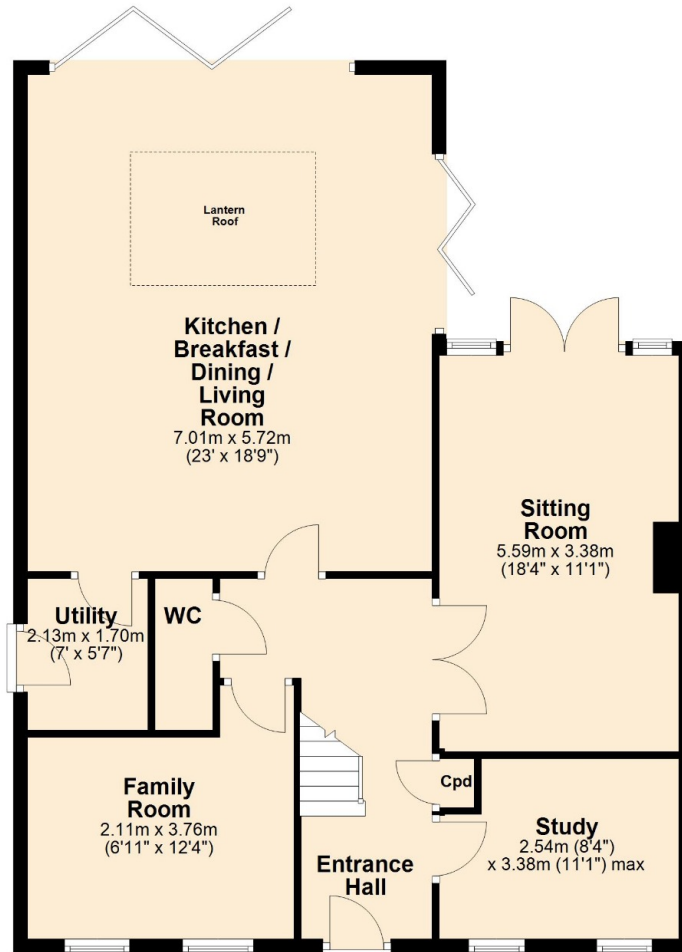 Lantern
Roof
Kitchen /
Breakfast /
Dining /
Living
Room
7.01m x 5.72m
(23' x 18'9")
Sitting
Room
5.59m x 3.38m
(18'4" x 11'1")
Utility
2.13m x 1.70m
(7' x 5'7")
WC
Family
Room
2.11m x 3.76m
(6'11" x 12'4")
Cpd
Entrance
Hall
Study
2.54m (8'4")
x 3.38m (11'1") max